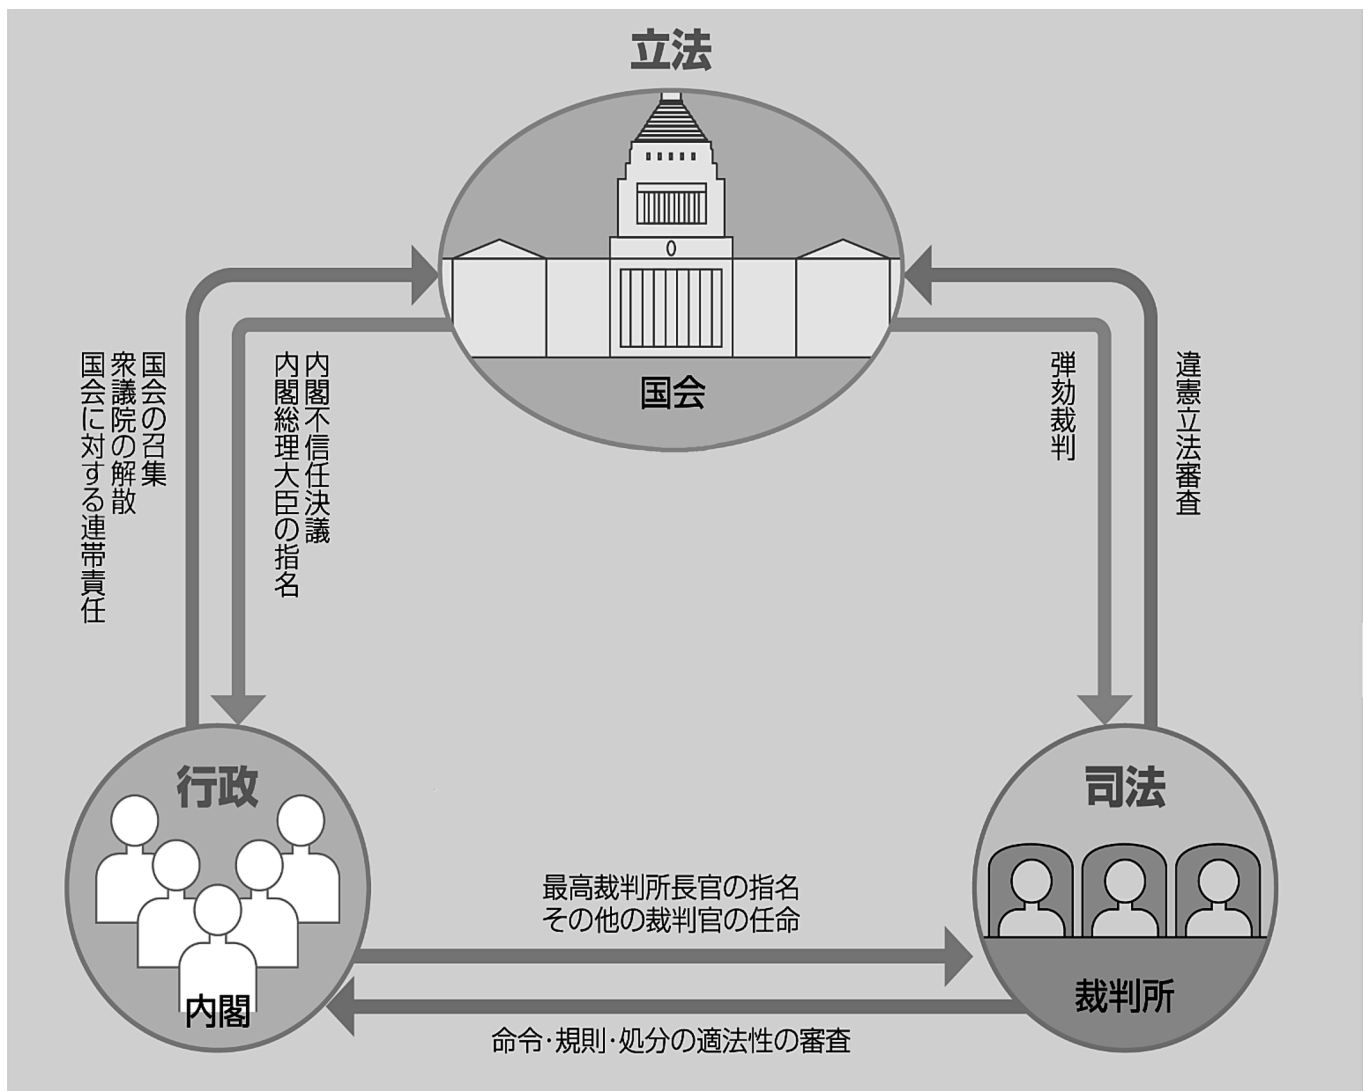 立法
国会
国会の召集
衆議院の解散
国会に対する連帯責任
内閣不信任決議
内閣総理大臣の指名
弾劾裁判
違憲立法審査
行政
内閣
司法
裁判所
最高裁判所長官の指名
その他の裁判官の任命
命令・規則・処分の適法性の審査